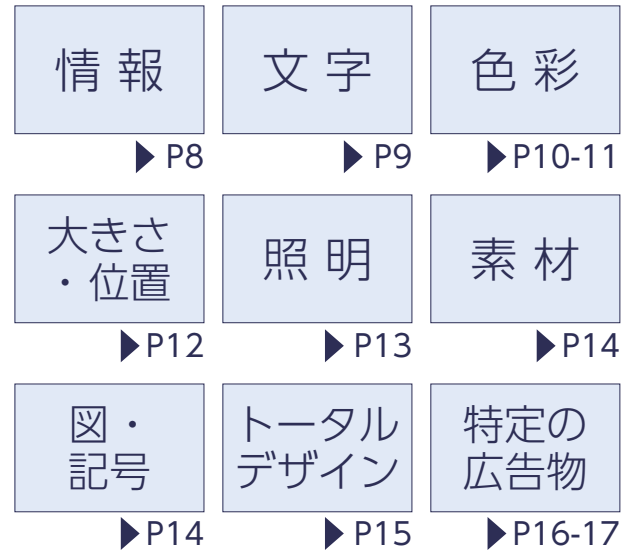 情 報
文 字
色 彩
▶ P8
▶ P9
▶P10-11
大きさ
・位置
照 明
素 材
▶P12
▶ P13
▶P14
図・
記号
トータル
デザイン
特定の
広告物
▶P14
▶ P15
▶P16-17